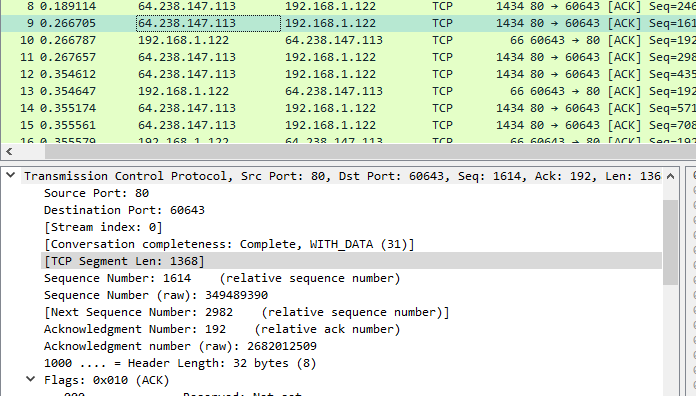 8 0.189114 64.238.147.113 192.168.1.122 TCP 1434 80 → 60643 [ACK] Seq=246
9 0.266705 64.238.147.113 192.168.1.122 TCP 1434 80 → 60643 [ACK] Seq=161
10 0.266787 192.168.1.122 64.238.147.113 TCP 66 60643 → 80 [ACK] Seq=192
11 0.267657 64.238.147.113 192.168.1.122 TCP 1434 80 → 60643 [ACK] Seq=298
12 0.354612 64.238.147.113 192.168.1.122 TCP 1434 80 → 60643 [ACK] Seq=435
13 0.354647 192.168.1.122 64.238.147.113 TCP 66 60643 → 80 [ACK] Seq=192
14 0.355174 64.238.147.113 192.168.1.122 TCP 1434 80 → 60643 [ACK] Seq=571
15 0.355561 64.238.147.113 192.168.1.122 TCP 1434 80 → 60643 [ACK] Seq=708
16 0.355579 192.168.1.122 64.238.147.113 TCP 66 60643 → 80 [ACK] Seq=192
Transmission Control Protocol, Src Port: 80, Dst Port: 60643, Seq: 1614, Ack: 192, Len: 136
Source Port: 80
Destination Port: 60643
[Stream index: 0]
[Conversation completeness: Complete, WITH_DATA (31)]
[TCP Segment Len: 1368]
Sequence Number: 1614 (relative sequence number)
Sequence Number (raw): 349489390
[Next Sequence Number: 2982 (relative sequence number)]
Acknowledgment Number: 192 (relative ack number)
Acknowledgment number (raw): 2682012509
1000 .... = Header Length: 32 bytes (8)
Flags: 0x010 (ACK)